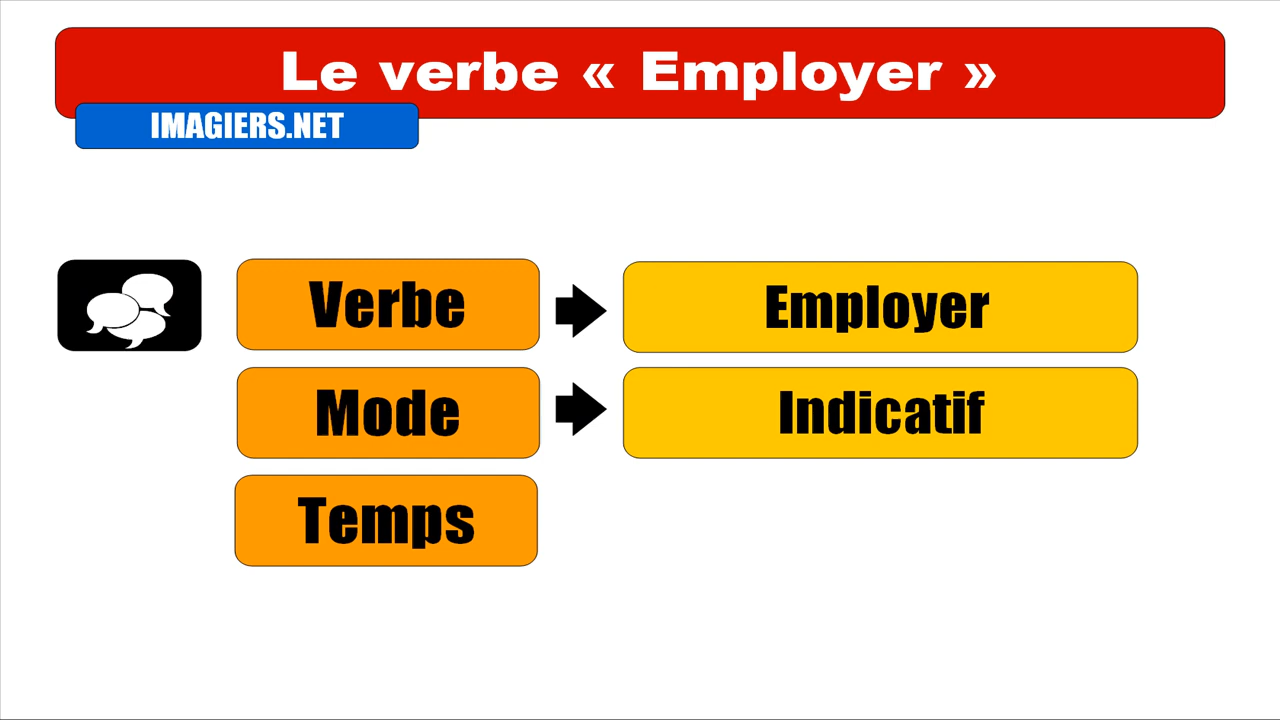 Le verbe « Employer »
IMAGIERS.NET
Verbe
Employer
Mode
Indicatif
Temps